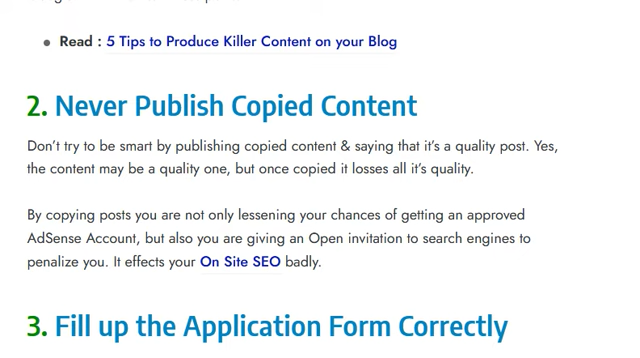 Read : 5 Tips to Produce Killer Content on your Blog
2. Never Publish Copied Content
Don't try to be smart by publishing copied content & saying that it's a quality post. Yes,
the content may be a quality one, but once copied it losses all it's quality.
By copying posts you are not only lessening your chances of getting an approved
AdSense Account, but also you are giving an Open invitation to search engines to
penalize you. It effects your On Site SEO badly.
3. Fill up the Application Form Correctly